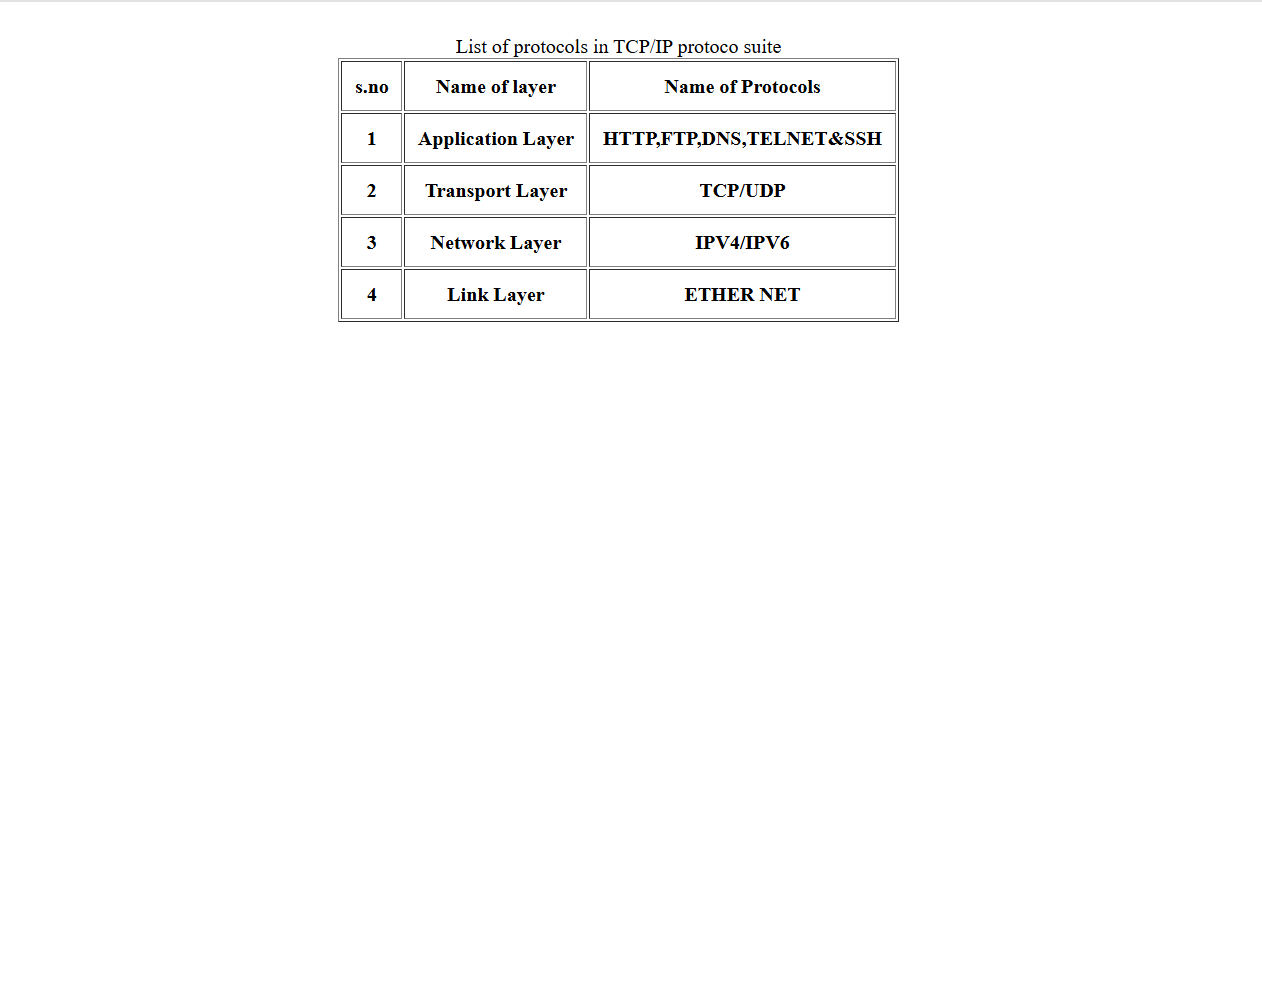 List of protocols in TCP/IP protoco suite
s.no Name of layer Name of Protocols
1 Application Layer HTTP,FTP,DNS,TELNET&SSH
2 Transport Layer TCP/UDP
3 Network Layer IPV4/IPV6
4 Link Layer ETHER NET